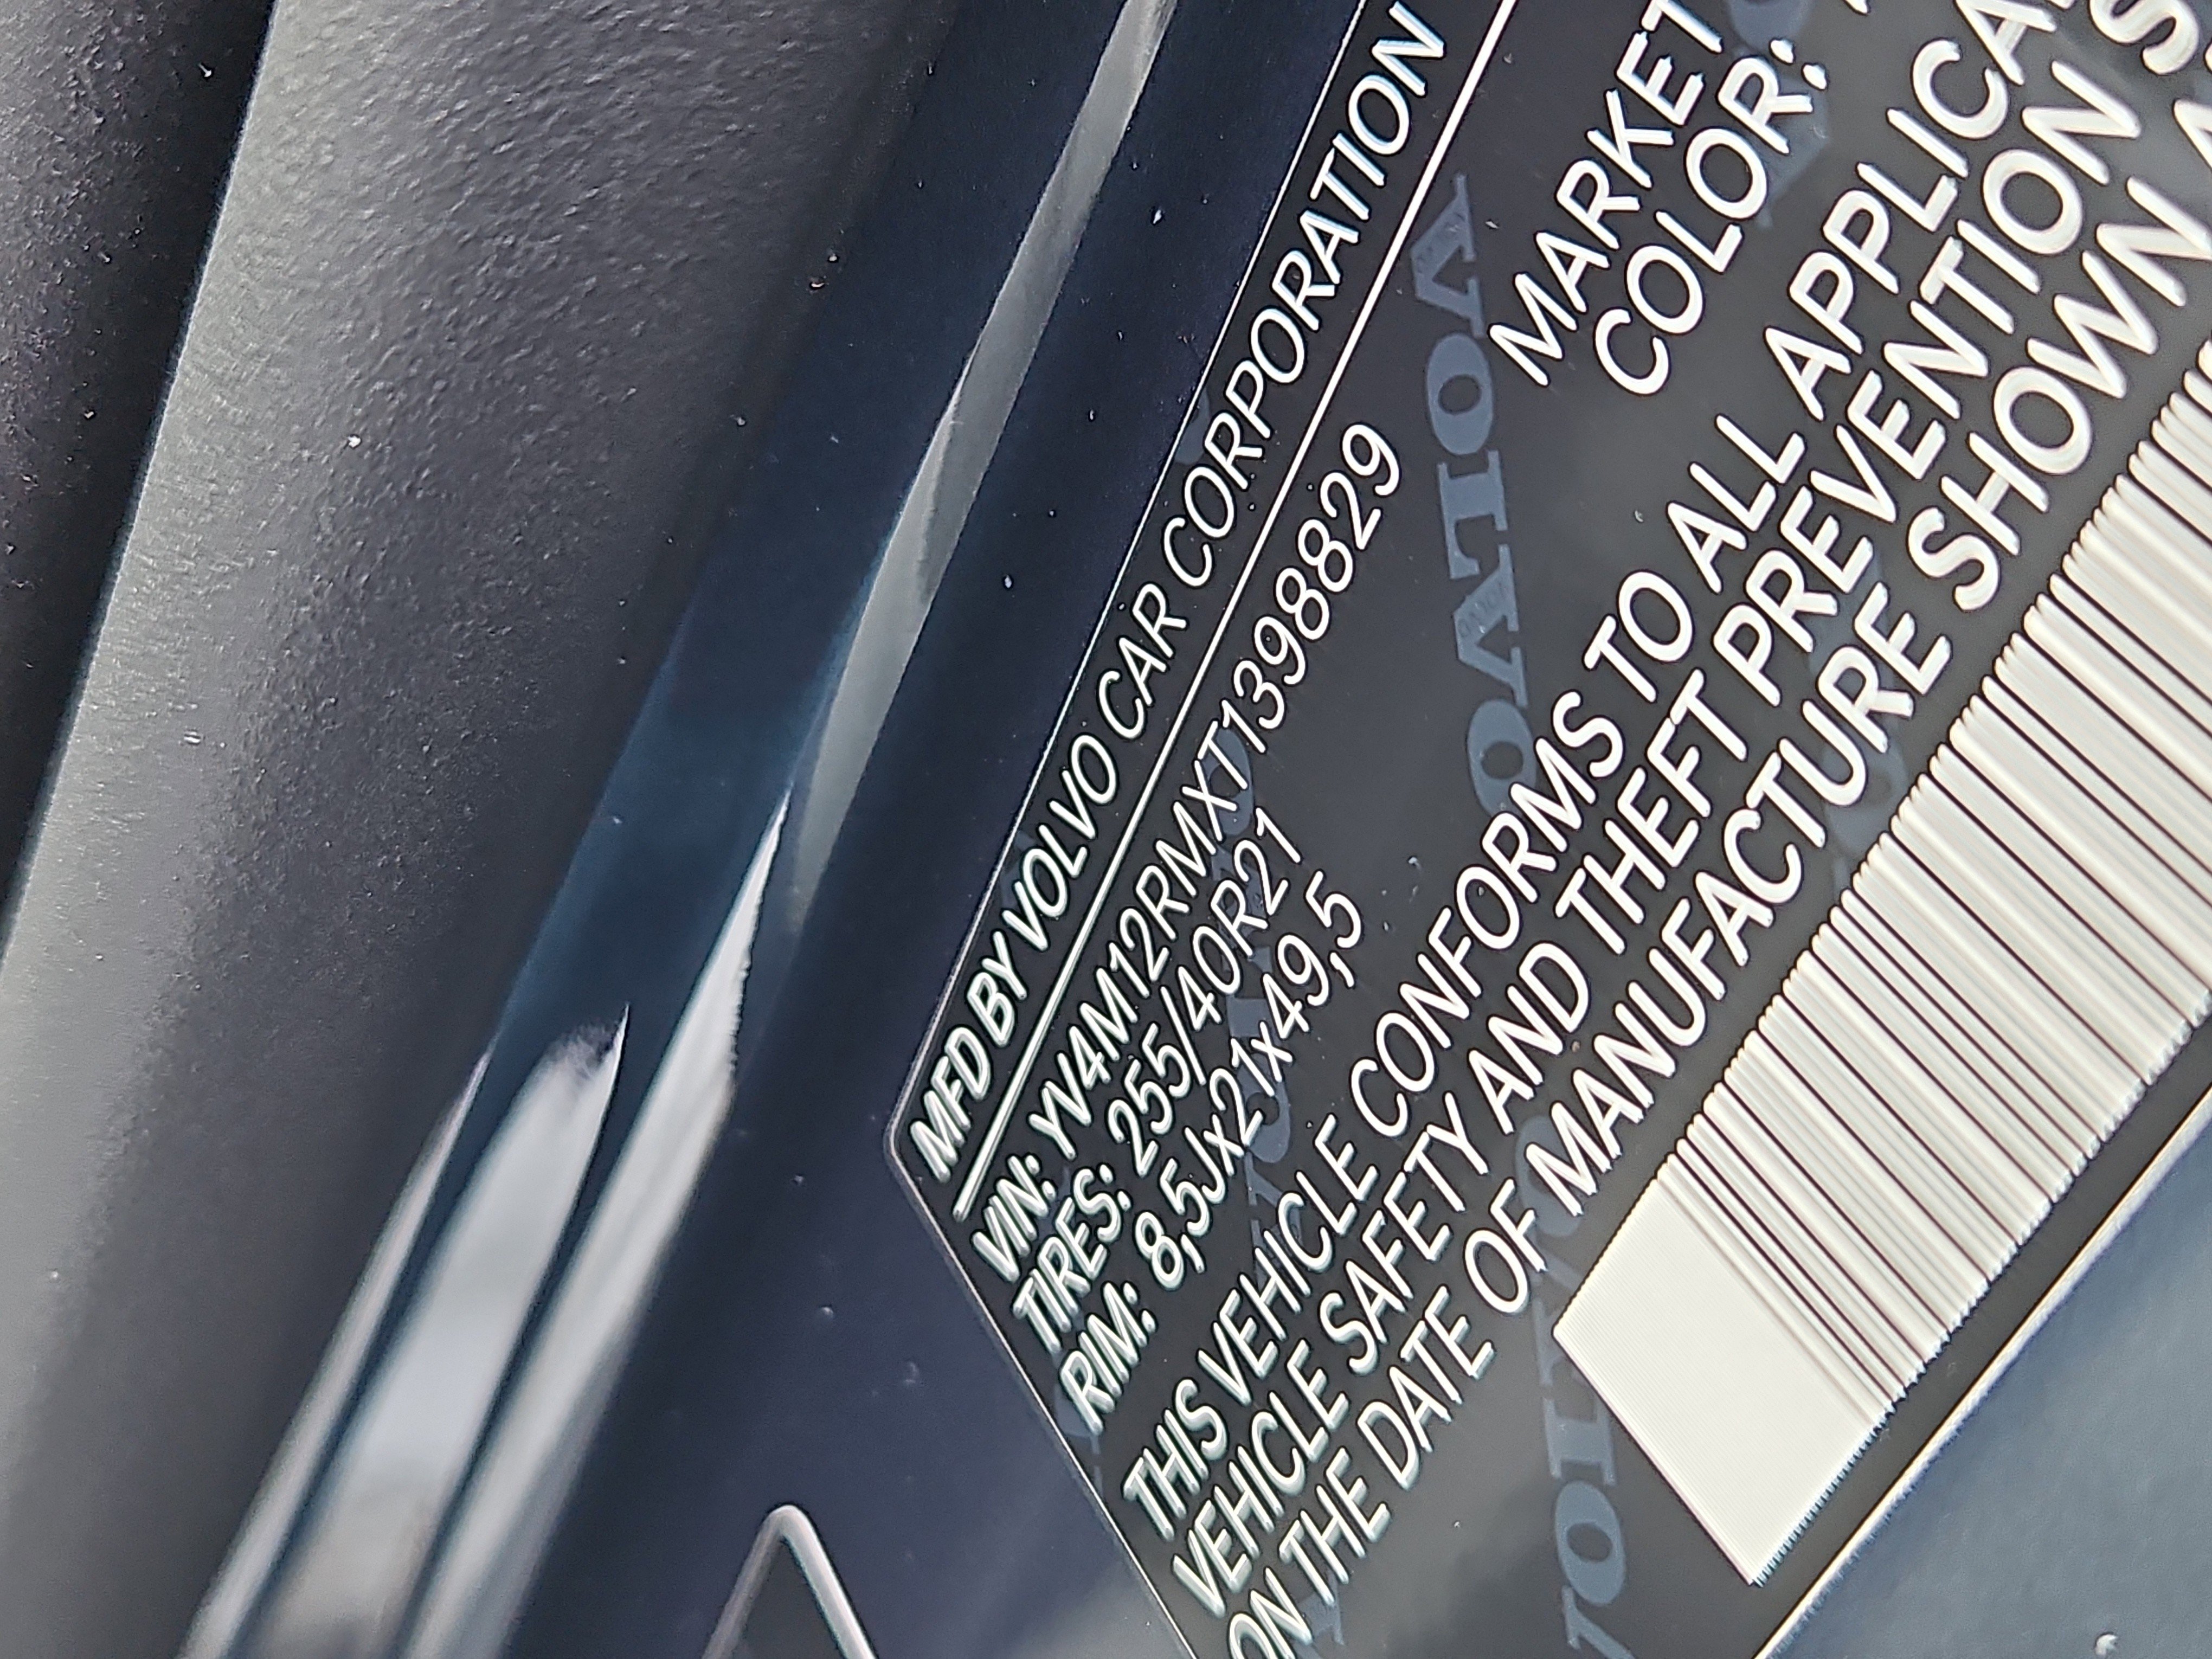 MFD BY VOLVO CAR CORPORATION
VIN: YV4M12RMXT1398829
TIRES: 255/40R21
RIM: 8,5Jx21x49,5
MARKET
COLOR:
THIS VEHICLE CONFORMS TO ALL
VEHICLE SAFETY AND THEFT PREVENTION
ON THE DATE OF MANUFACTURE SHOWN
VOLVO